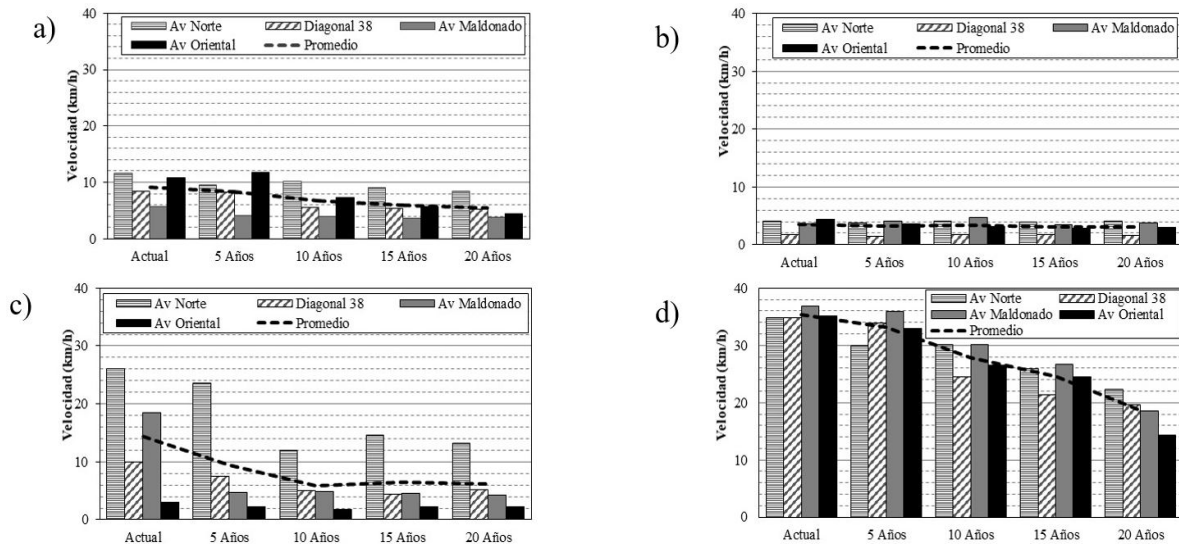 a)
Velocidad (km/h)
40
30
20
10
0
Av Norte Diagonal 38 Av Maldonado
Av Oriental Promedio
Actual 5 Años 10 Años 15 Años 20 Años
b)
Velocidad (km/h)
40
30
20
10
0
Av Norte Diagonal 38 Av Maldonado
Av Oriental Promedio
Actual 5 Años 10 Años 15 Años 20 Años
c)
Velocidad (km/h)
40
30
20
10
0
Av Norte Diagonal 38 Av Maldonado
Av Oriental Promedio
Actual 5 Años 10 Años 15 Años 20 Años
d)
Velocidad (km/h)
40
30
20
10
0
Av Norte Diagonal 38
Av Maldonado Av Oriental
Promedio
Actual 5 Años 10 Años 15 Años 20 Años